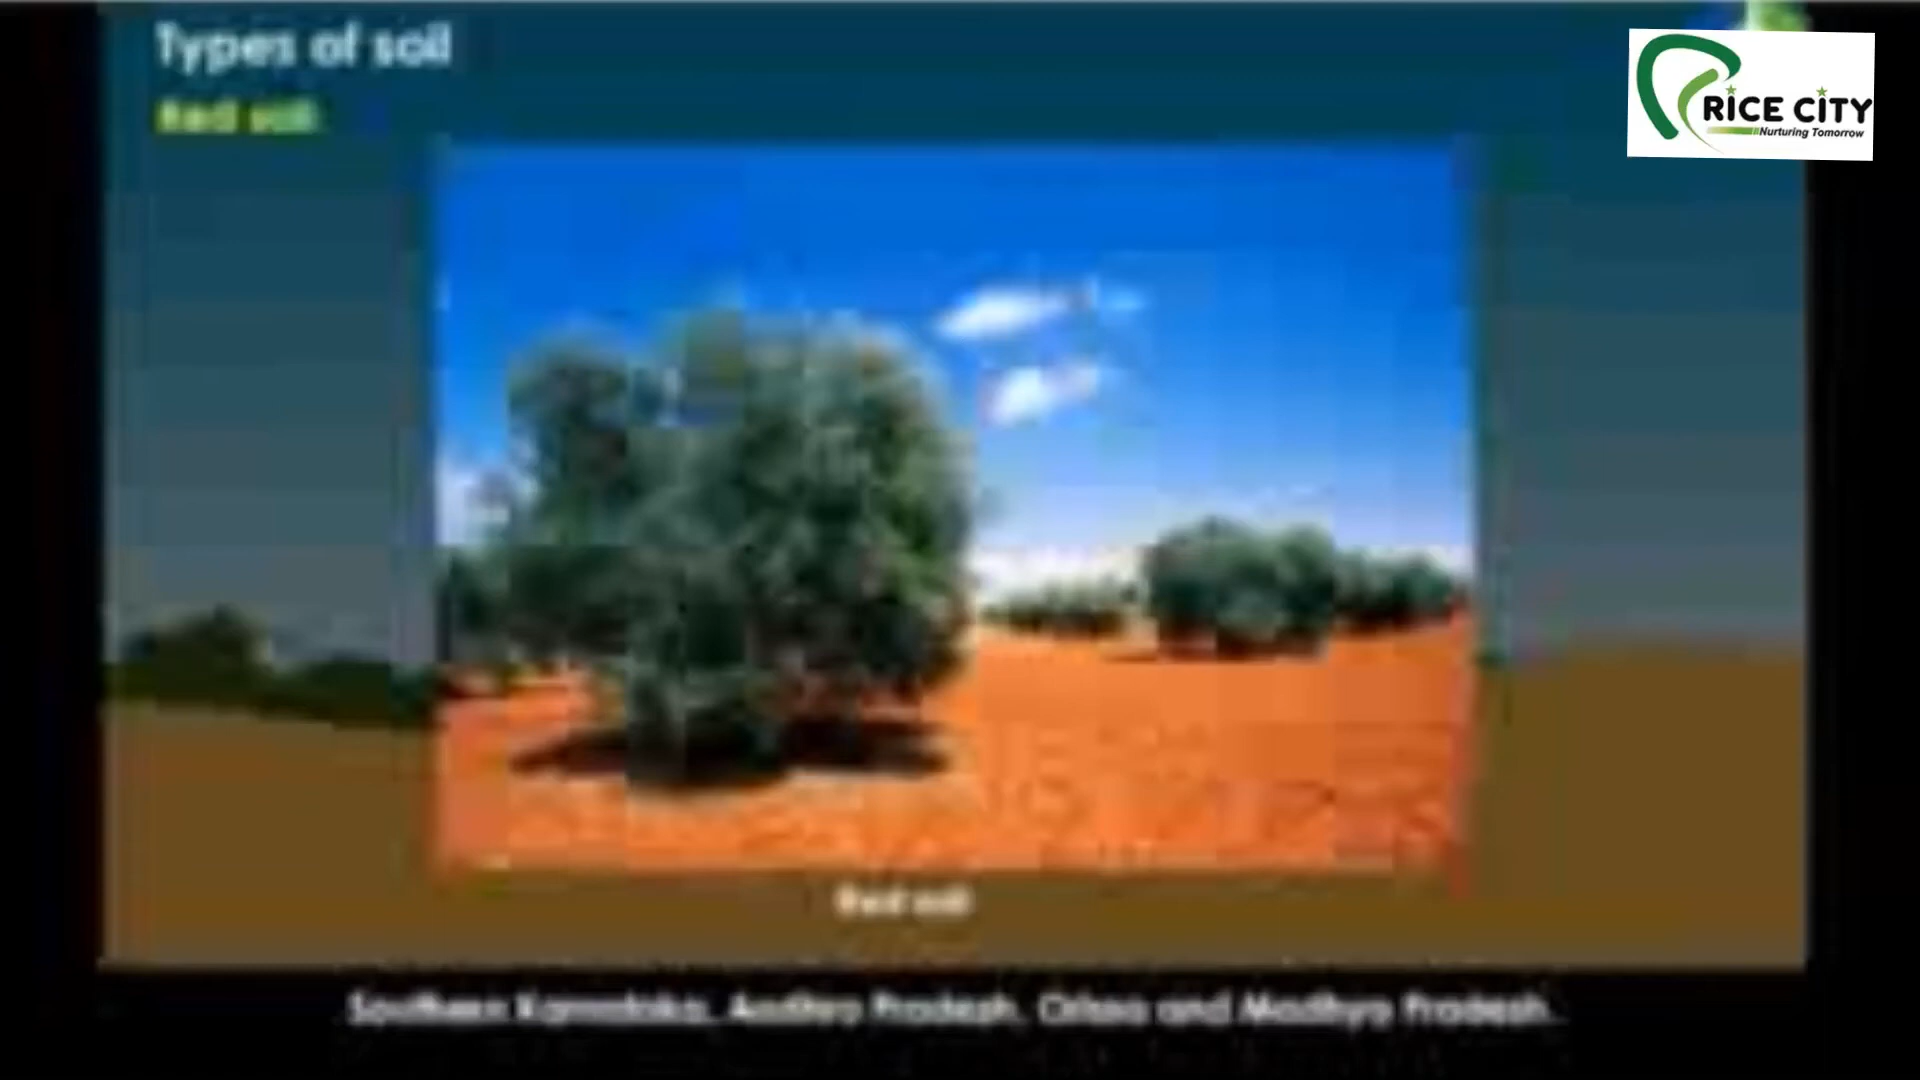 Types of soil
Red soil
RICE CITY
Nurturing Tomorrow
Red soil
Southern Karnataka, Andhra Pradesh, Orissa and Madhya Pradesh.